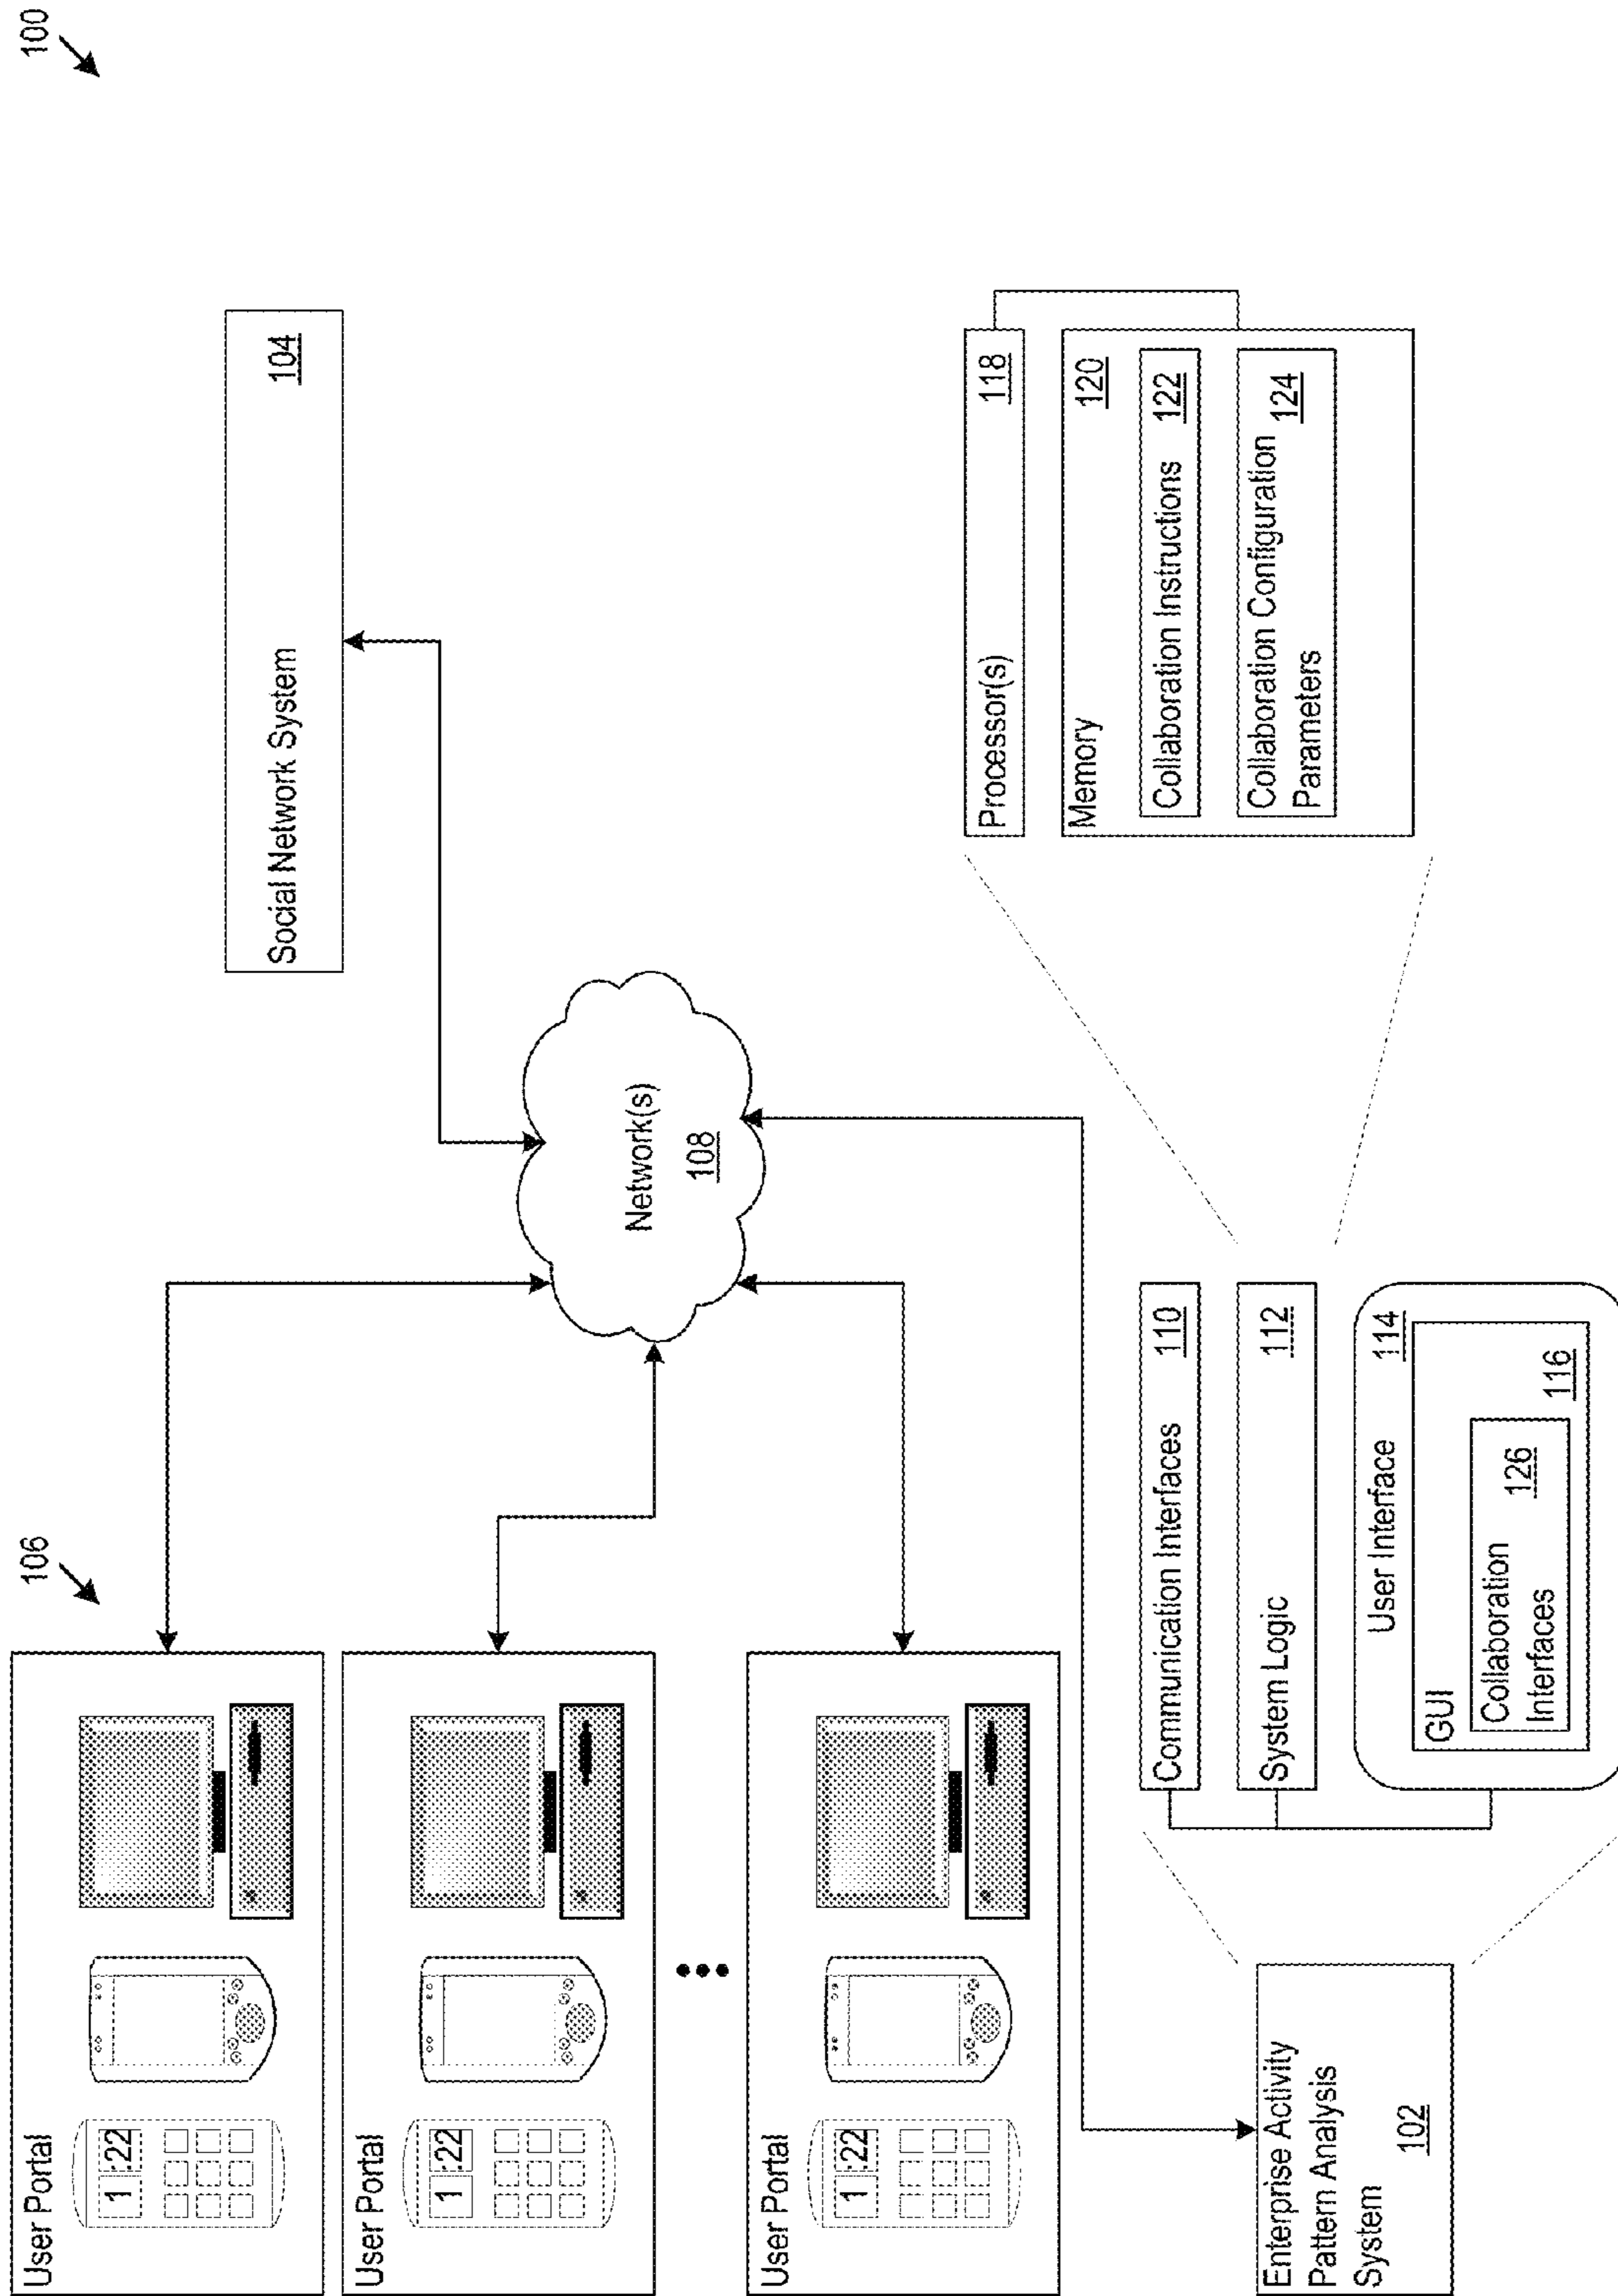 100
106
User Portal
1 :22
User Portal
1 :22
User Portal
1 :22
Network(s)
108
Social Network System
104
Enterprise Activity
Pattern Analysis
System
102
Communication Interfaces
110
System Logic
112
User Interface
114
GUI
116
Collaboration
Interfaces
126
Processor(s)
118
Memory
120
Collaboration Instructions
122
Collaboration Configuration
Parameters
124